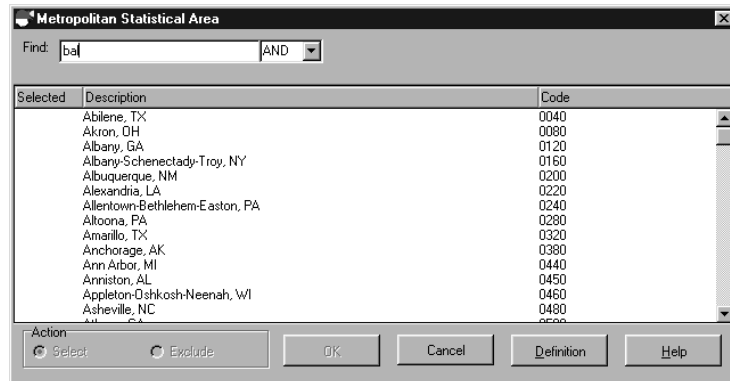 Metropolitan Statistical Area
Find: bal AND
Selected Description Code
Abilene, TX 0040
Akron, OH 0080
Albany, GA 0120
Albany-Schenectady-Troy, NY 0160
Albuquerque, NM 0200
Alexandria, LA 0220
Allentown-Bethlehem-Easton, PA 0240
Altoona, PA 0280
Amarillo, TX 0320
Anchorage, AK 0380
Ann Arbor, MI 0440
Anniston, AL 0450
Appleton-Oshkosh-Neenah, WI 0460
Asheville, NC 0480
Action
Select Exclude OK Cancel Definition Help